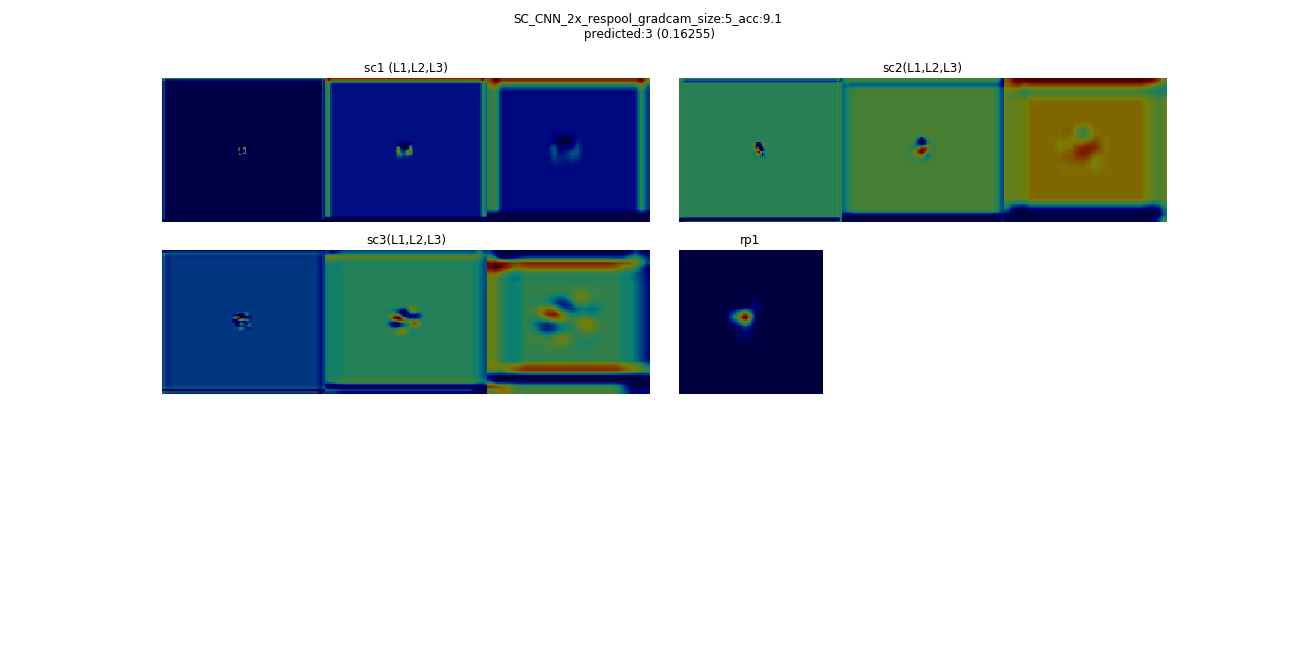 SC_CNN_2x_respool_gradcam_size:5_acc:9.1
predicted:3 (0.16255)
sc1 (L1,L2,L3)
sc2(L1,L2,L3)
sc3(L1,L2,L3)
rp1